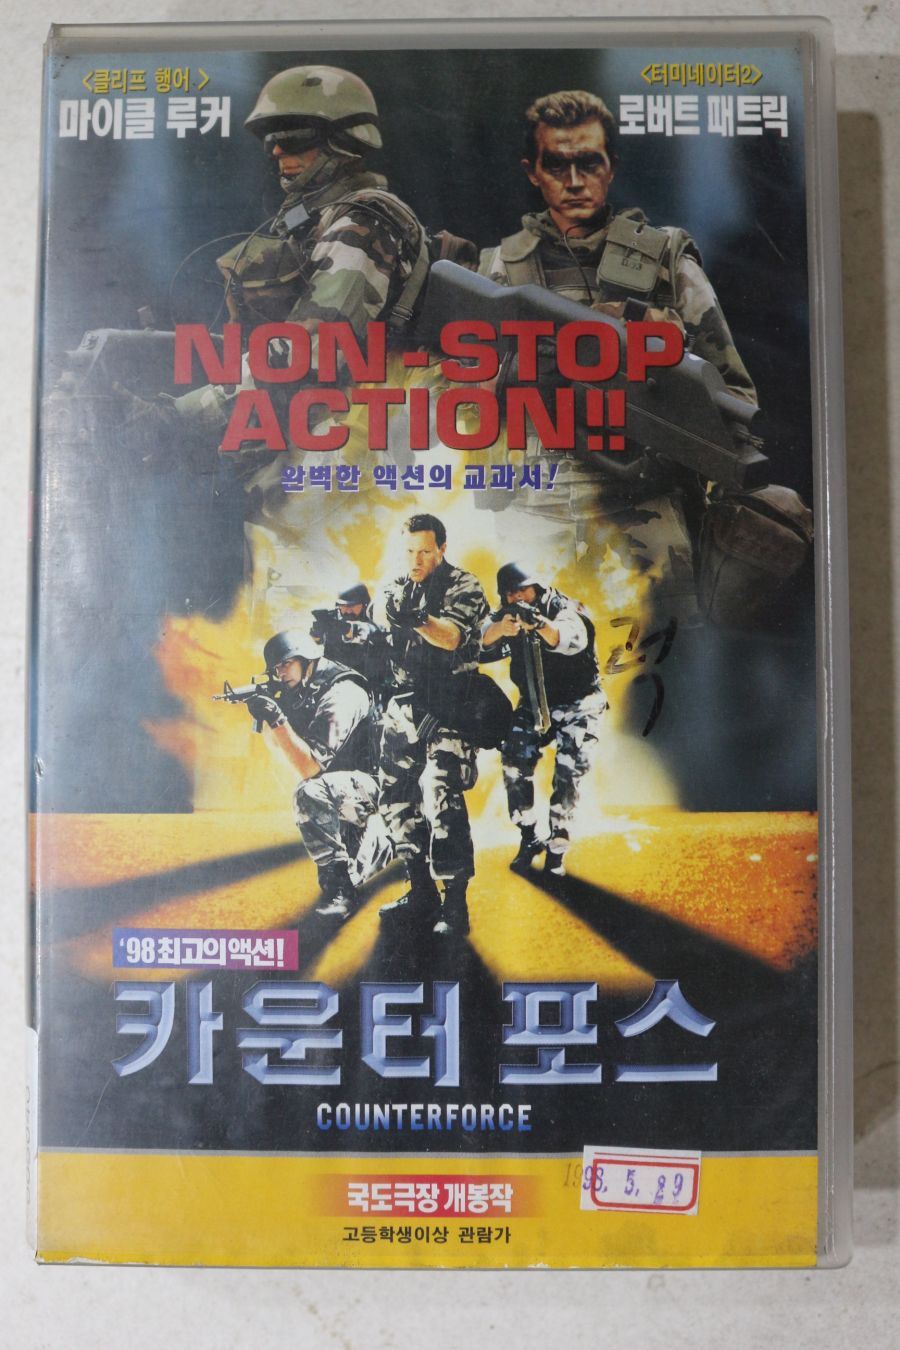 <클리프 행어>
마이클 루커
<터미네이터2>
로버트 패트릭
NON-STOP
ACTION!!
완벽한 액션의 교과서!
'98 최고의 액션!
카운터 포스
COUNTERFORCE
국도극장 개봉작
1998. 5. 29
고등학생이상 관람가